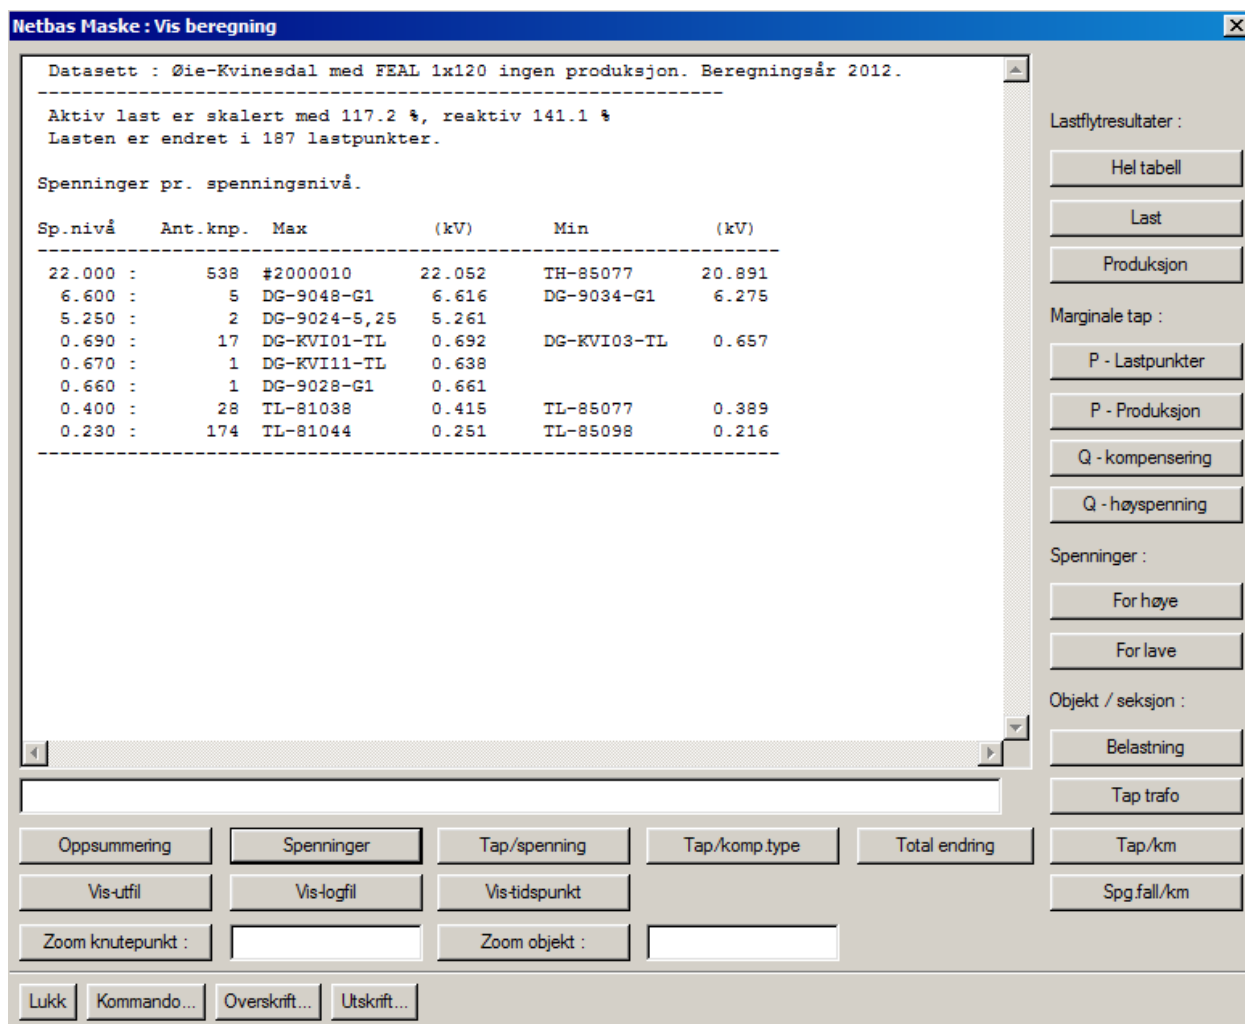 Netbas Maske : Vis beregning
Datasett : Øie-Kvinesdal med FEAL 1x120 ingen produksjon. Beregningsår 2012.
-------------------------------------------------------------
Aktiv last er skalert med 117.2 %, reaktiv 141.1 %
Lasten er endret i 187 lastpunkter.
Spenninger pr. spenningsnivå.
Sp.nivå Ant.knp. Max (kV) Min (kV)
------------------------------------------------------------------
22.000 : 538 #2000010 22.052 TH-85077 20.891
6.600 : 5 DG-9048-G1 6.616 DG-9034-G1 6.275
5.250 : 2 DG-9024-5,25 5.261
0.690 : 17 DG-KVI01-TL 0.692 DG-KVI03-TL 0.657
0.670 : 1 DG-KVI11-TL 0.638
0.660 : 1 DG-9028-G1 0.661
0.400 : 28 TL-81038 0.415 TL-85077 0.389
0.230 : 174 TL-81044 0.251 TL-85098 0.216
------------------------------------------------------------------
Lastflytresultater :
Hel tabell
Last
Produksjon
Marginale tap :
P - Lastpunkter
P - Produksjon
Q - kompensering
Q - høyspenning
Spenninger :
For høye
For lave
Objekt / seksjon :
Belastning
Tap trafo
Oppsummering Spenninger Tap/spenning Tap/komp.type Total endring Tap/km
Vis-utfil Vis-logfil Vis-tidspunkt Spg.fall/km
Zoom knutepunkt : Zoom objekt :
Lukk Kommando... Overskrift... Utskrift...